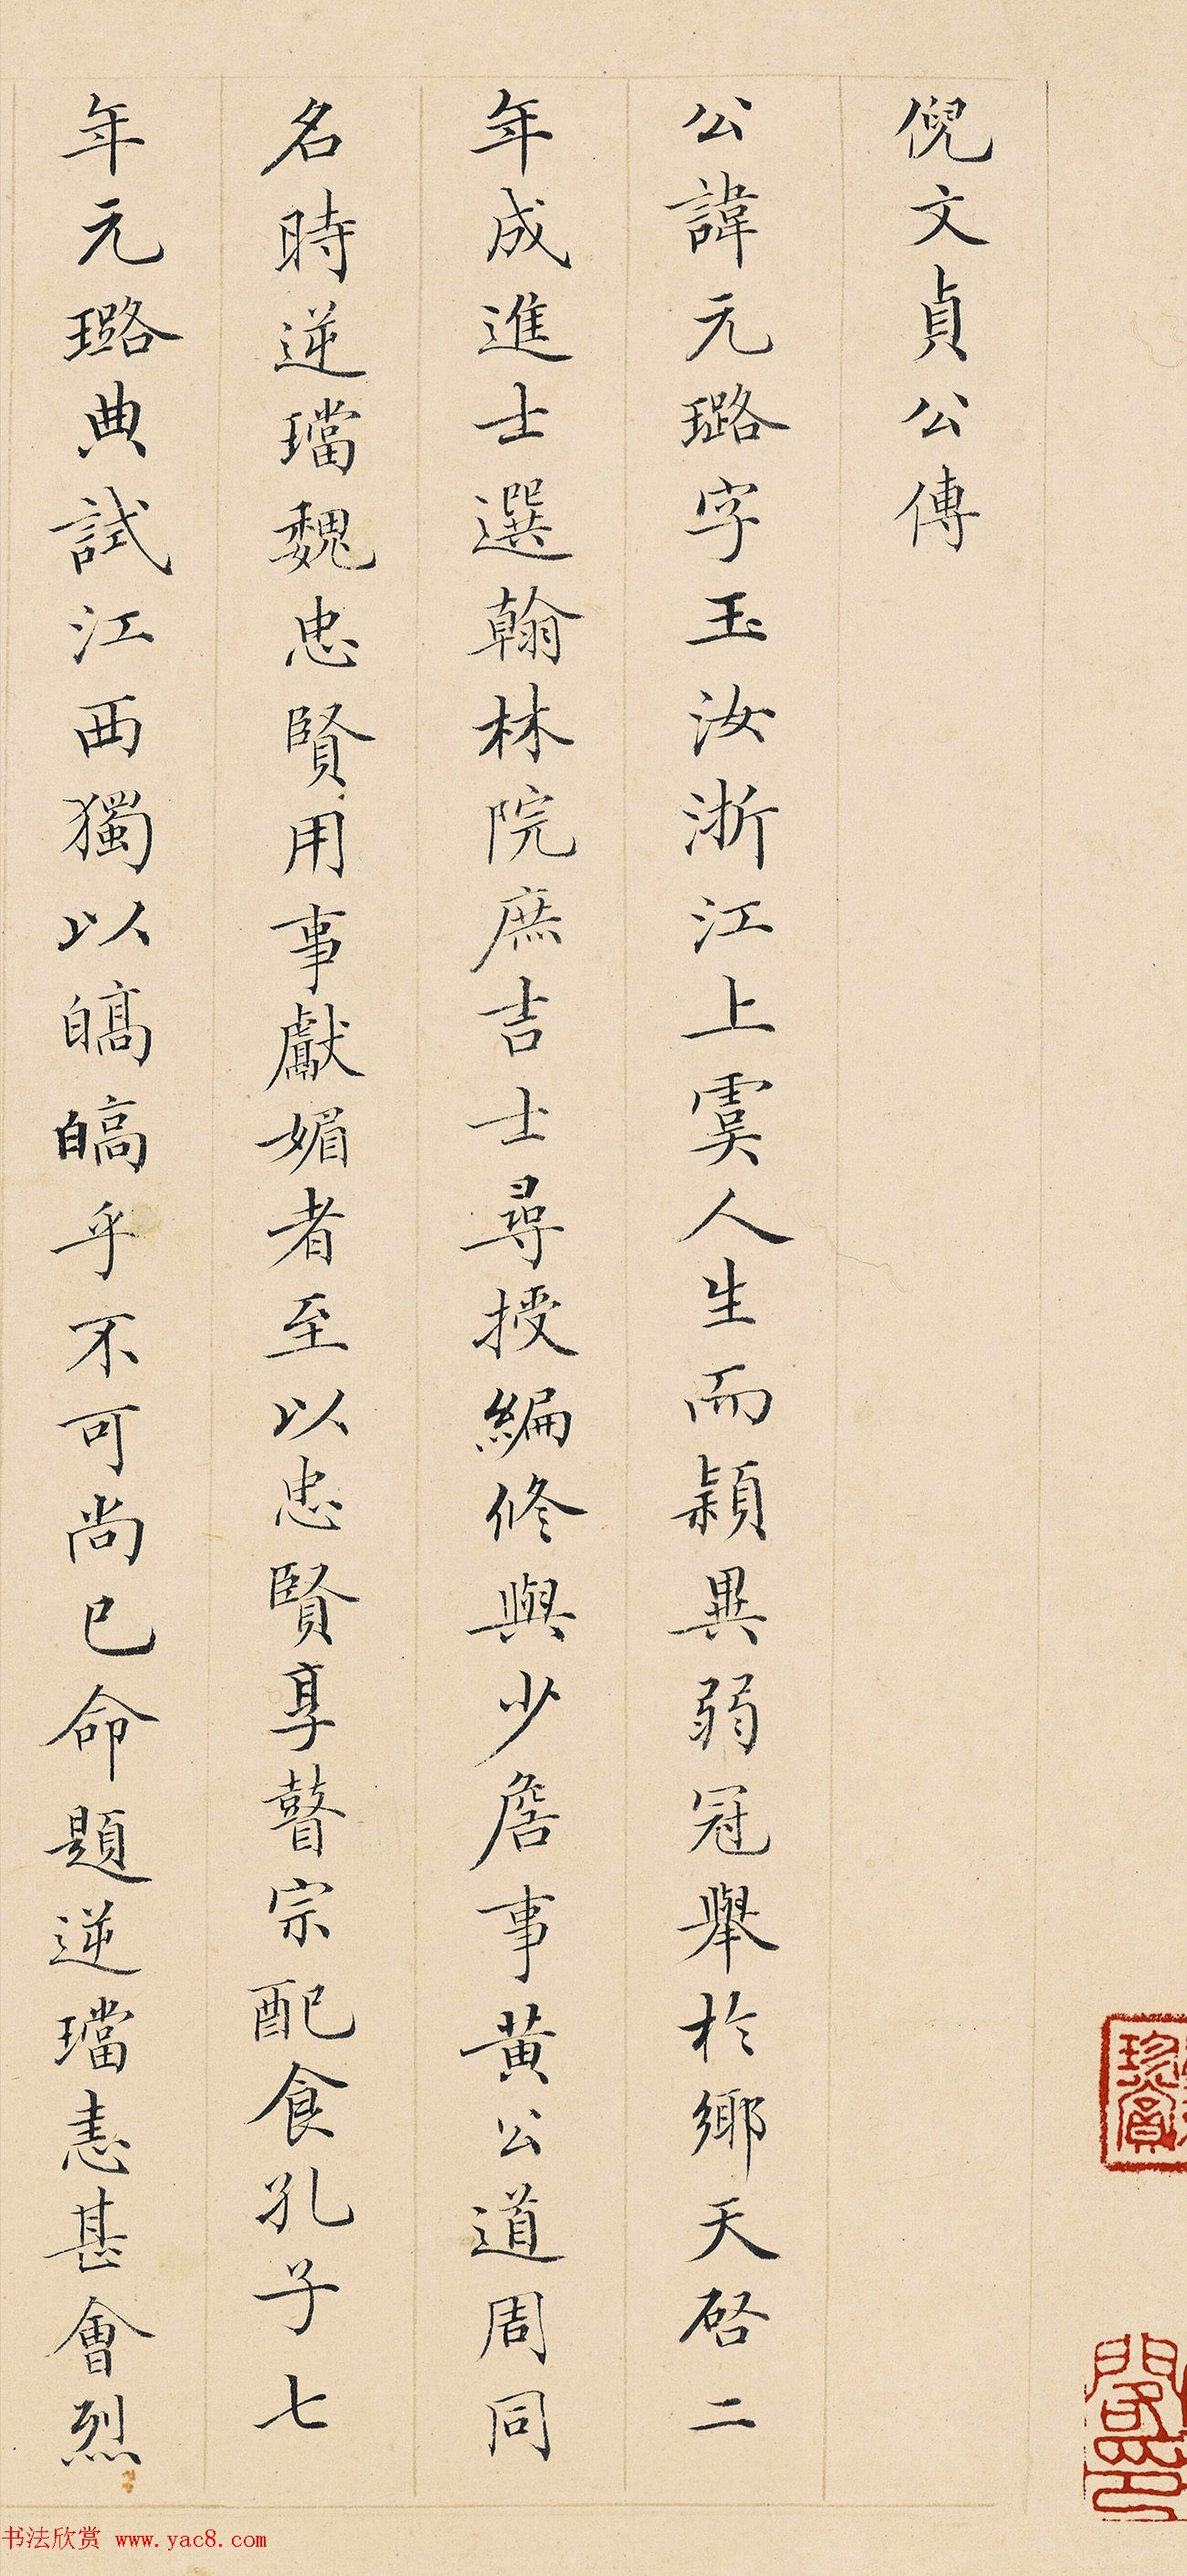 倪文貞公傳
公諱元璐字玉汝浙江上虞人生而穎異弱冠舉於鄉天啓二
年成進士選翰林院庶吉士尋授編修與少詹事黃公道周同
名時逆璫魏忠賢用事獻媚者至以忠賢享瞽宗配食孔子七
年元璐典試江西獨以皜皜乎不可尚已命題逆璫恚甚會烈
珍賞
书法欣赏 www.yac8.com